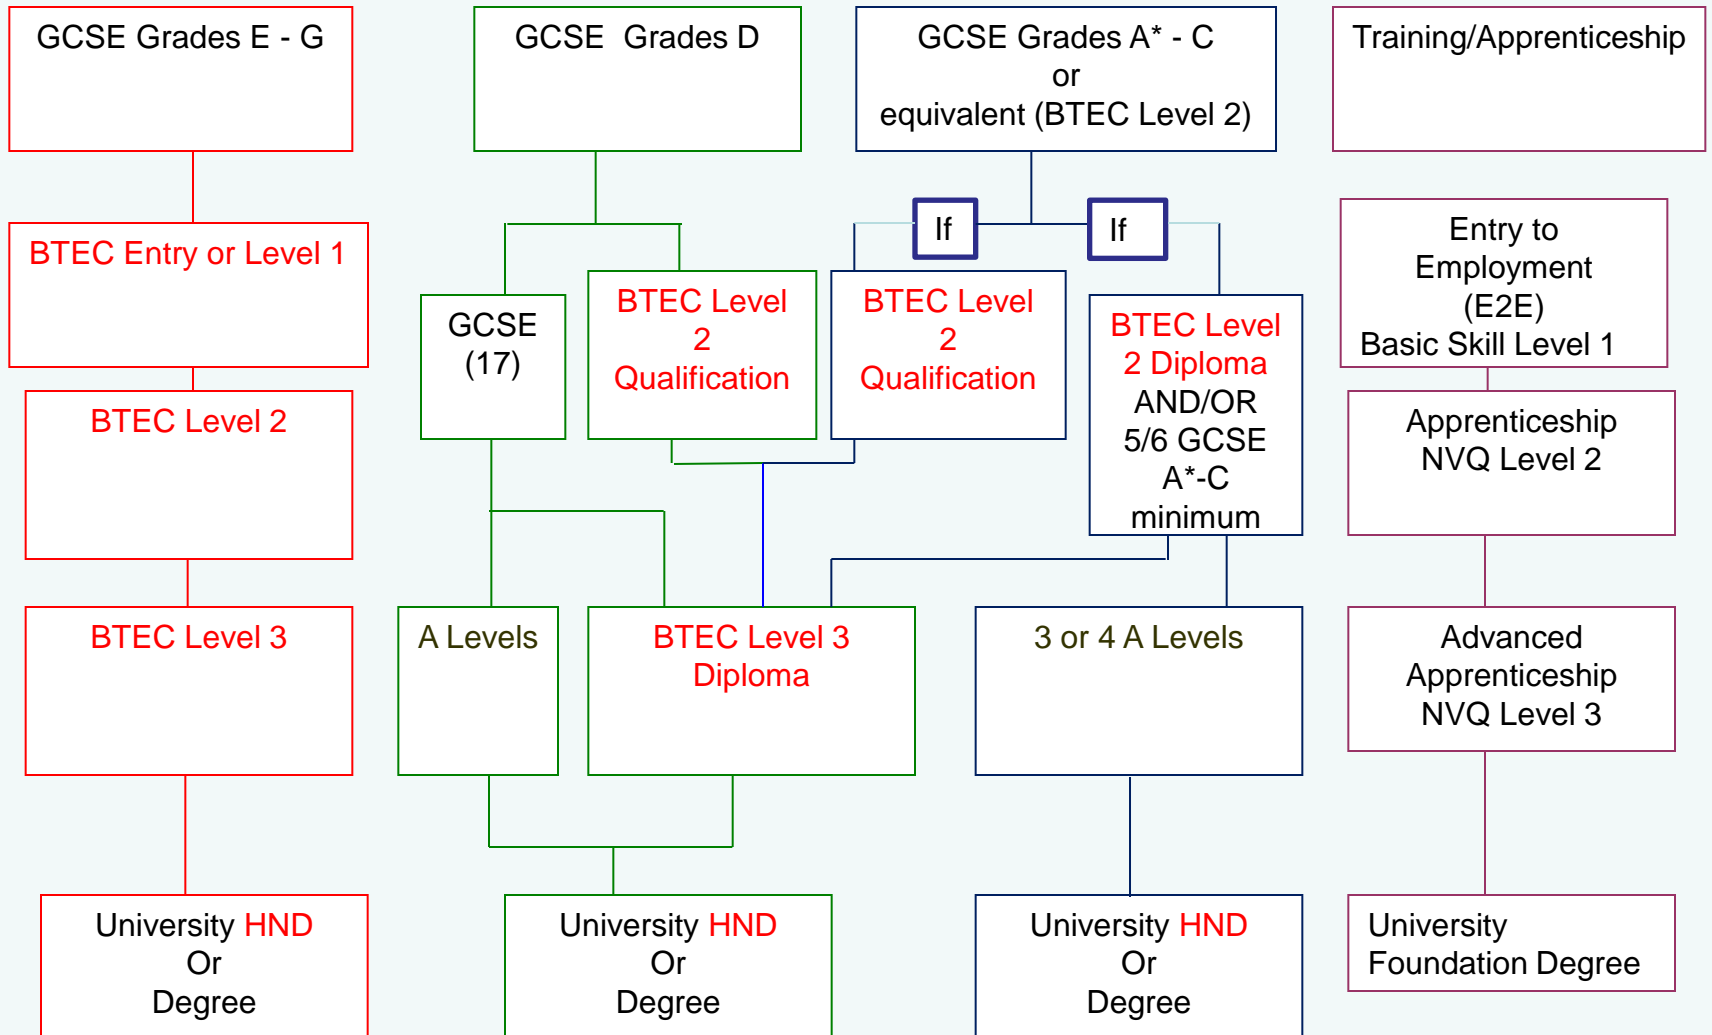 GCSE Grades E - G
GCSE Grades D
GCSE Grades A* - C
or
equivalent (BTEC Level 2)
Training/Apprenticeship
If
If
BTEC Entry or Level 1
GCSE
(17)
BTEC Level
2
Qualification
BTEC Level
2
Qualification
BTEC Level
2 Diploma
AND/OR
5/6 GCSE
A*-C
minimum
Entry to
Employment
(E2E)
Basic Skill Level 1
BTEC Level 2
Apprenticeship
NVQ Level 2
BTEC Level 3
A Levels
BTEC Level 3
Diploma
3 or 4 A Levels
Advanced
Apprenticeship
NVQ Level 3
University HND
Or
Degree
University HND
Or
Degree
University HND
Or
Degree
University
Foundation Degree